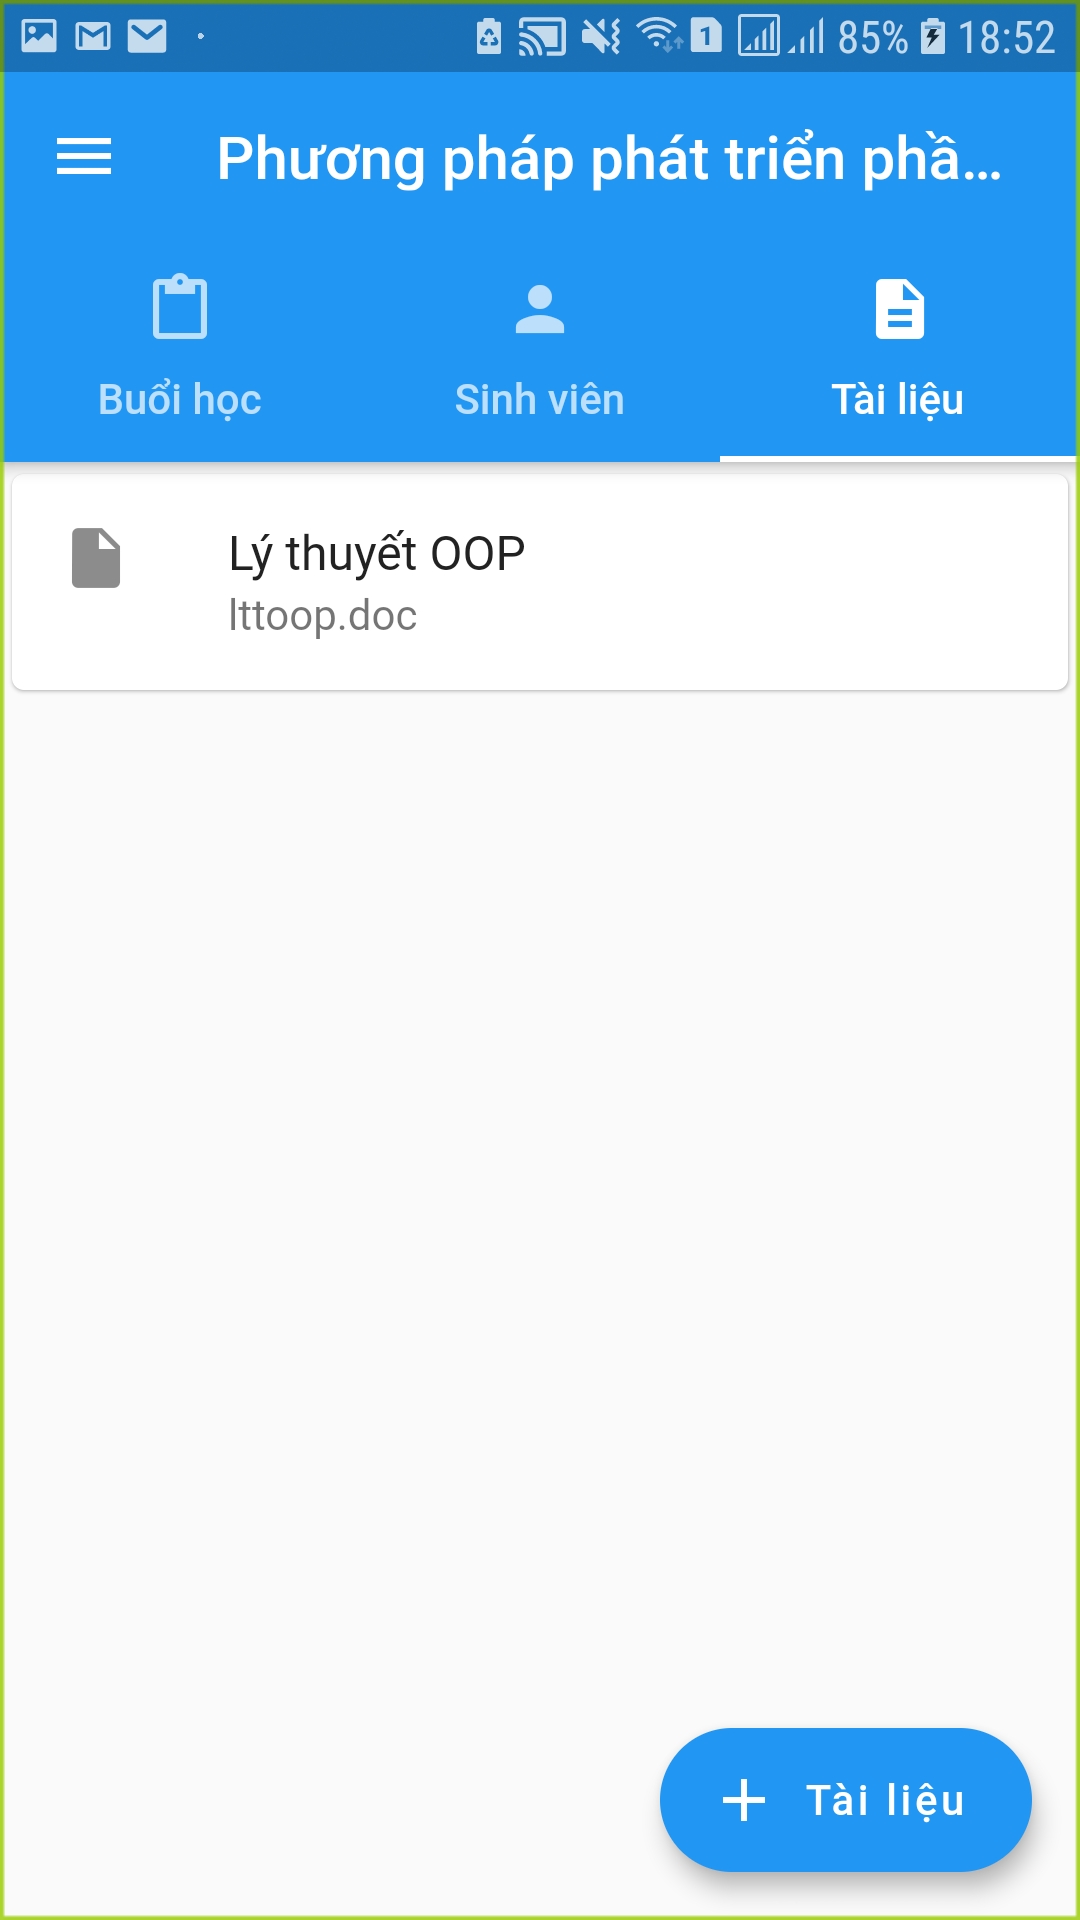 1 85% 18:52
Phương pháp phát triển phầ...
Buổi học Sinh viên Tài liệu
Lý thuyết OOP
lttoop.doc
Tài liệu